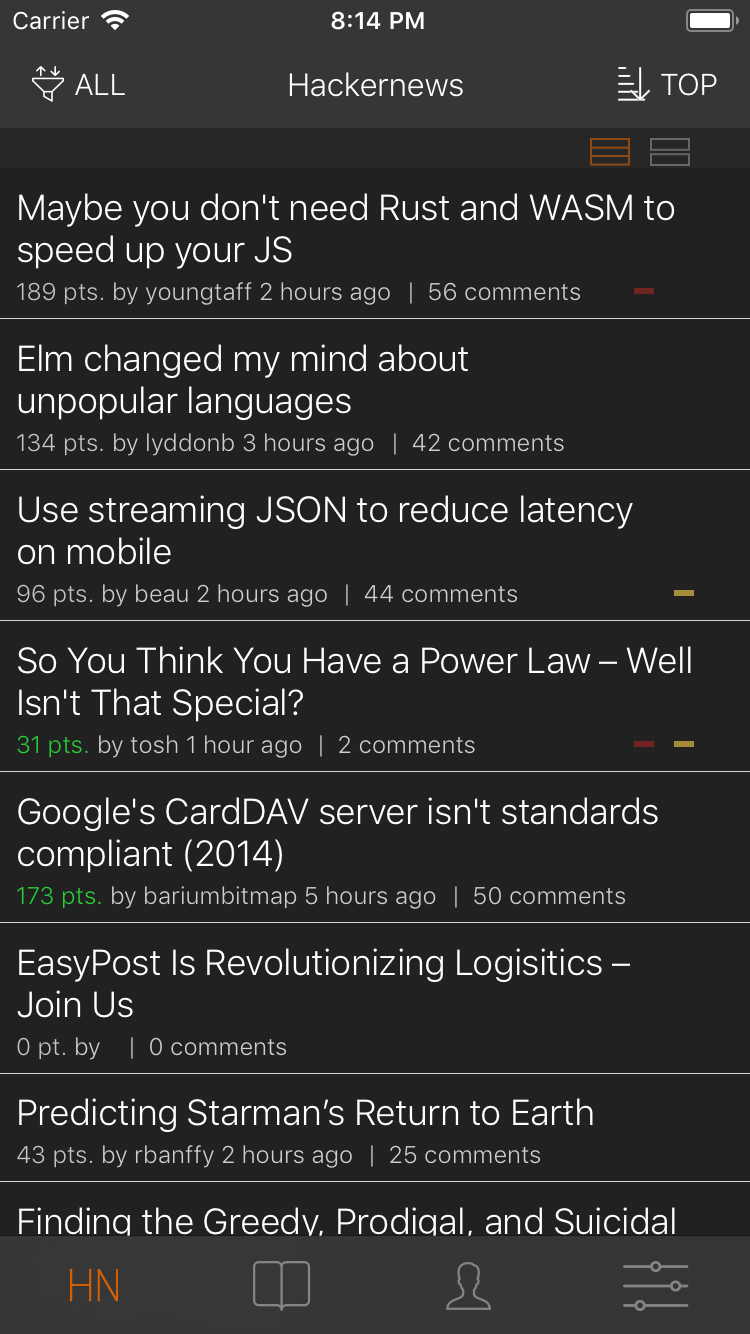 Carrier 8:14 PM
ALL Hackernews TOP
Maybe you don't need Rust and WASM to
speed up your JS
189 pts. by youngtaff 2 hours ago | 56 comments
Elm changed my mind about
unpopular languages
134 pts. by lyddonb 3 hours ago | 42 comments
Use streaming JSON to reduce latency
on mobile
96 pts. by beau 2 hours ago | 44 comments
So You Think You Have a Power Law – Well
Isn't That Special?
31 pts. by tosh 1 hour ago | 2 comments
Google's CardDAV server isn't standards
compliant (2014)
173 pts. by bariumbitmap 5 hours ago | 50 comments
EasyPost Is Revolutionizing Logisitics –
Join Us
0 pt. by | 0 comments
Predicting Starman’s Return to Earth
43 pts. by rbanffy 2 hours ago | 25 comments
Finding the Greedy, Prodigal, and Suicidal
HN